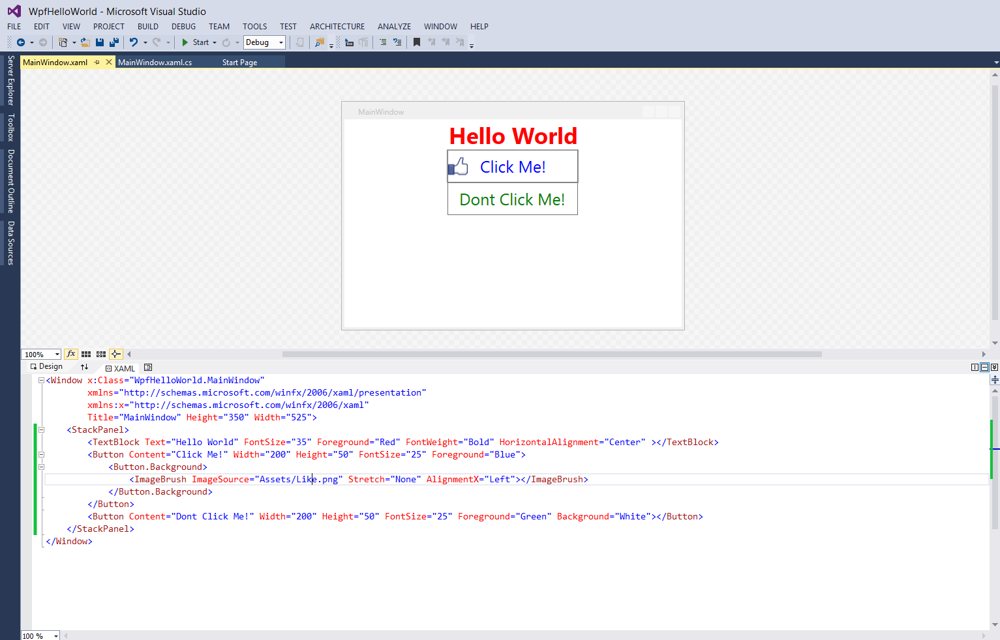 WpfHelloWorld - Microsoft Visual Studio
FILE EDIT VIEW PROJECT BUILD DEBUG TEAM TOOLS TEST ARCHITECTURE ANALYZE WINDOW HELP
Start Debug
MainWindow.xaml MainWindow.xaml.cs Start Page
Server Explorer
Toolbox
Document Outline
Data Sources
MainWindow
Hello World
Click Me!
Dont Click Me!
100% fx
Design XAML
<Window x:Class="WpfHelloWorld.MainWindow"
xmlns="http://schemas.microsoft.com/winfx/2006/xaml/presentation"
xmlns:x="http://schemas.microsoft.com/winfx/2006/xaml"
Title="MainWindow" Height="350" Width="525">
<StackPanel>
<TextBlock Text="Hello World" FontSize="35" Foreground="Red" FontWeight="Bold" HorizontalAlignment="Center" ></TextBlock>
<Button Content="Click Me!" Width="200" Height="50" FontSize="25" Foreground="Blue">
<Button.Background>
<ImageBrush ImageSource="Assets/Like.png" Stretch="None" AlignmentX="Left"></ImageBrush>
</Button.Background>
</Button>
<Button Content="Dont Click Me!" Width="200" Height="50" FontSize="25" Foreground="Green" Background="White"></Button>
</StackPanel>
</Window>
100 %